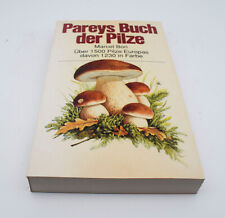 Pareys Buch
der Pilze
Marcel Bon
Über 1500 Pilze Europas
davon 1230 in Farbe